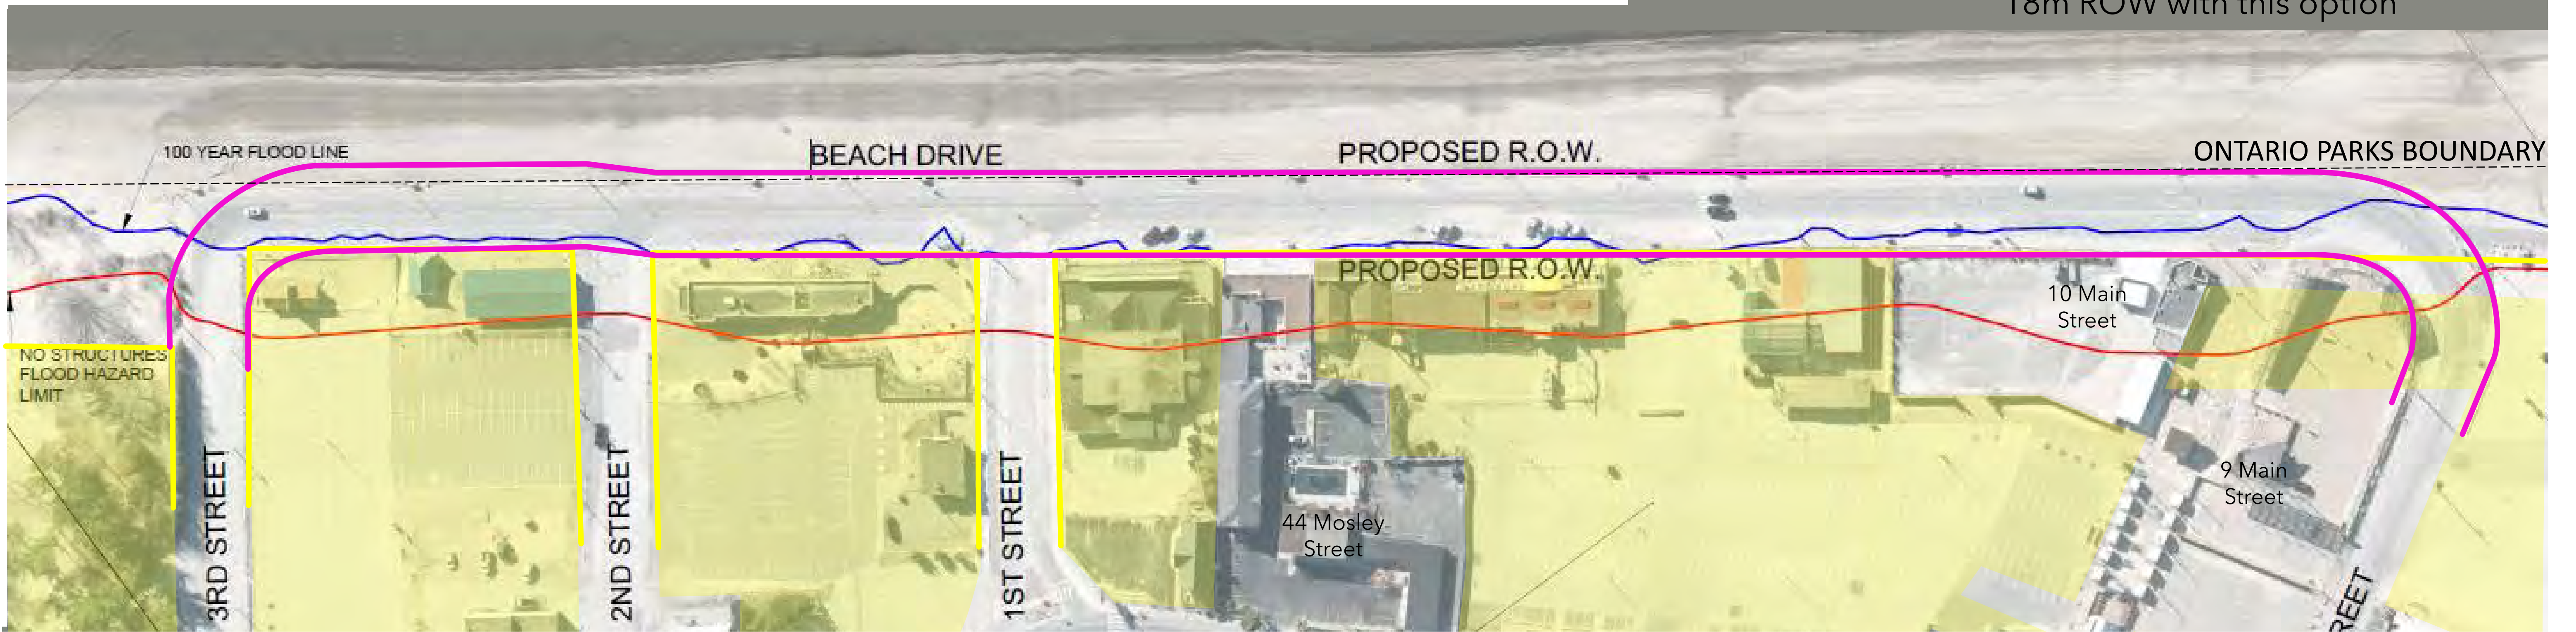 18m ROW with this option
100 YEAR FLOOD LINE
BEACH DRIVE
PROPOSED R.O.W.
ONTARIO PARKS BOUNDARY
PROPOSED R.O.W.
10 Main
Street
NO STRUCTURES
FLOOD HAZARD
LIMIT
3RD STREET
2ND STREET
1ST STREET
44 Mosley
Street
9 Main
Street
REET